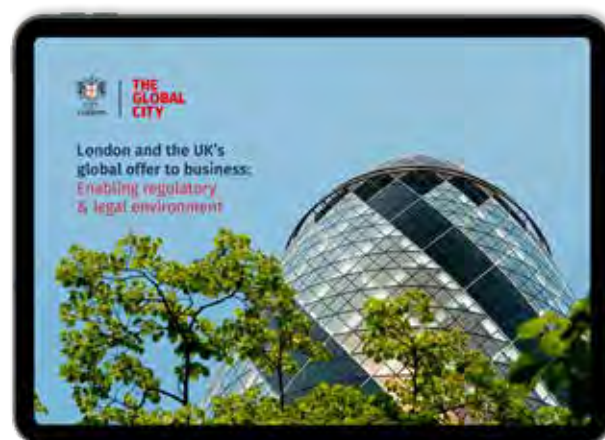 THE
GLOBAL
CITY
London and the UK's
global offer to business:
Enabling regulatory
& legal environment